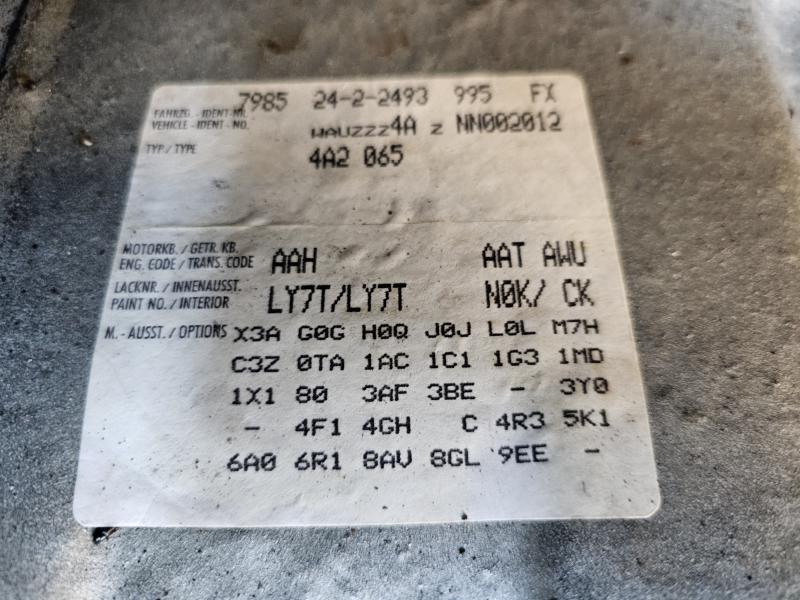 7985 24-2-2493 995 FX
FAHRZG.-IDENT-NR.
VEHICLE-IDENT-NO. WAUZZZ4A Z NN002012
TYP./TYPE 4A2 065
MOTORKB./GETR.KB.
ENG.CODE/TRANS.CODE AAH AAT AWU
LACKNR./INNENAUSST.
PAINT NO./INTERIOR LY7T/LY7T N0K/ CK
M.-AUSST./OPTIONS X3A G0G H0Q J0J L0L M7H
C3Z 0TA 1AC 1C1 1G3 1MD
1X1 80 3AF 3BE - 3Y0
- 4F1 4GH C 4R3 5K1
6A0 6R1 8AV 8GL 9EE -